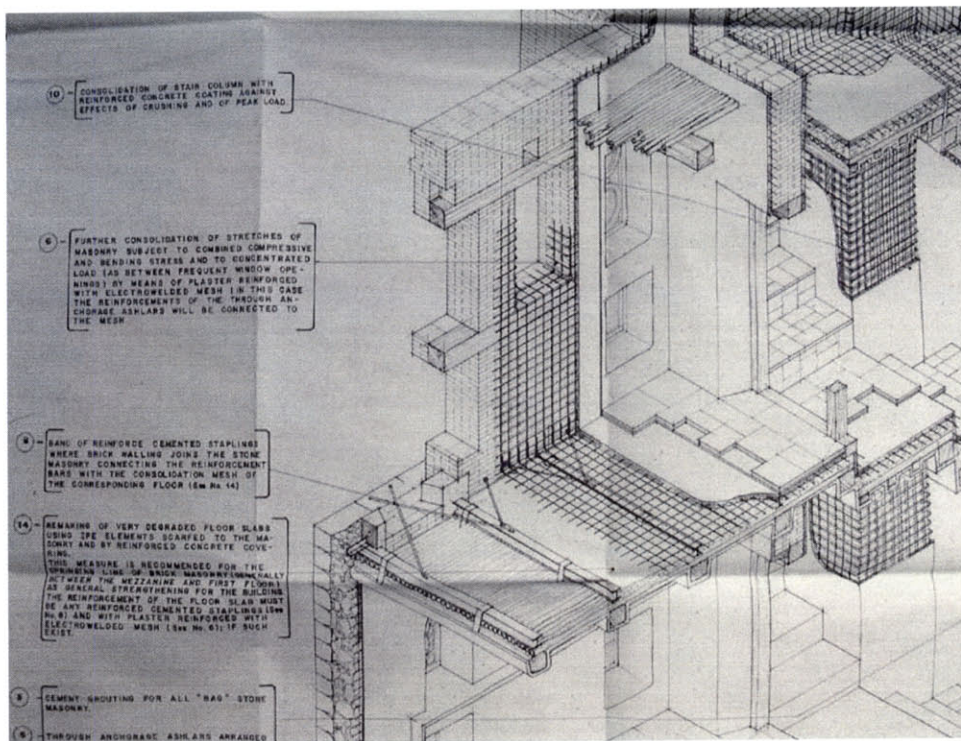 10 - CONSOLIDATION OF STAIR COLUMN WITH
REINFORCED CONCRETE COATING AGAINST
EFFECTS OF CRUSHING AND OF PEAK LOAD
6 - FURTHER CONSOLIDATION OF STRETCHES OF
MASONRY SUBJECT TO COMBINED COMPRESSIVE
AND BENDING STRESS AND TO CONCENTRATED
LOAD (AS BETWEEN FREQUENT WINDOW OPE-
NINGS) BY MEANS OF PLASTER REINFORCED
WITH ELECTROWELDED MESH (IN THIS CASE
THE REINFORCEMENTS OF THE THROUGH AN-
CHORAGE ASHLARS WILL BE CONNECTED TO
THE MESH.
BAND OF REINFORCE CEMENTED STAPLINGS
WHERE BRICK WALLING JOINS THE STONE
MASONRY CONNECTING THE REINFORCEMENT
BARS WITH THE CONSOLIDATION MESH OF
THE CORRESPONDING FLOOR (See No. 14)
14 - REMAKING OF VERY DEGRADED FLOOR SLABS
USING IPE ELEMENTS SCARFED TO THE MA-
SONRY AND BY REINFORCED CONCRETE COVE-
RING.
THIS MEASURE IS RECOMMENDED FOR THE
SPRINGING LINE OF BRICK MASONRY (GENERALLY
BETWEEN THE MEZZANINE AND FIRST FLOOR)
AS GENERAL STRENGTHENING FOR THE BUILDING
THE REINFORCEMENT OF THE FLOOR SLAB MUST
BE ANY REINFORCED CEMENTED STAPLINGS (See
No. 8) AND WITH PLASTER REINFORCED WITH
ELECTROWELDED MESH (See No. 6); IF SUCH
EXIST.
CEMENT GROUTING FOR ALL "BAG" STONE
MASONRY.
THROUGH ANCHORAGE ASHLARS ARRANGED